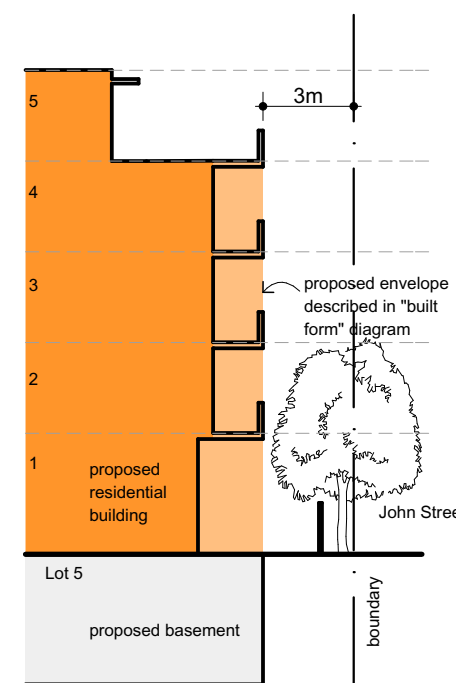 5
3m
4
3
proposed envelope
described in "built
form" diagram
2
1
proposed
residential
building
John Stree
Lot 5
proposed basement
boundary